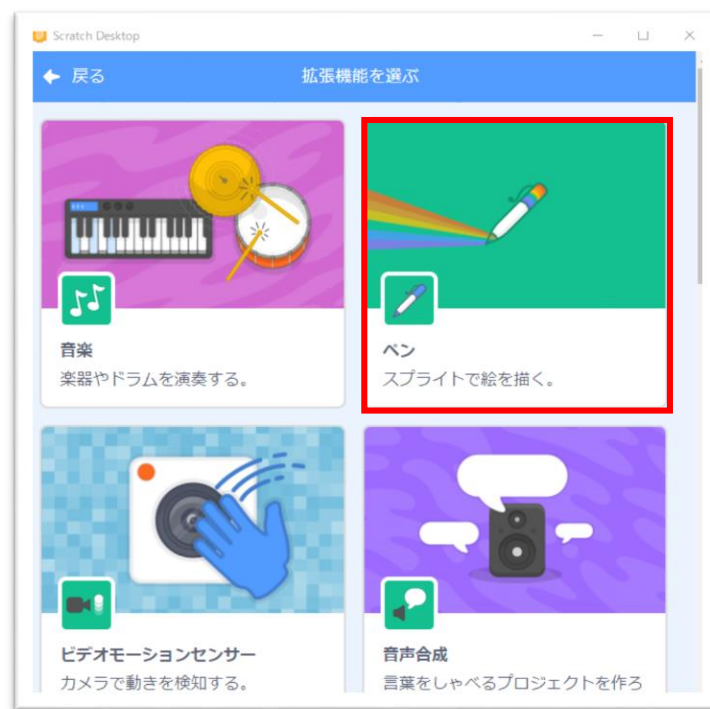 Scratch Desktop
戻る
拡張機能を選ぶ
音楽
楽器やドラムを演奏する。
ペン
スプライトで絵を描く。
ビデオモーションセンサー
カメラで動きを検知する。
音声合成
言葉をしゃべるプロジェクトを作ろ